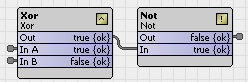 Xor
Xor
Out true {ok}
In A true {ok}
In B false {ok}
Not
Not
Out false {ok}
In true {ok}